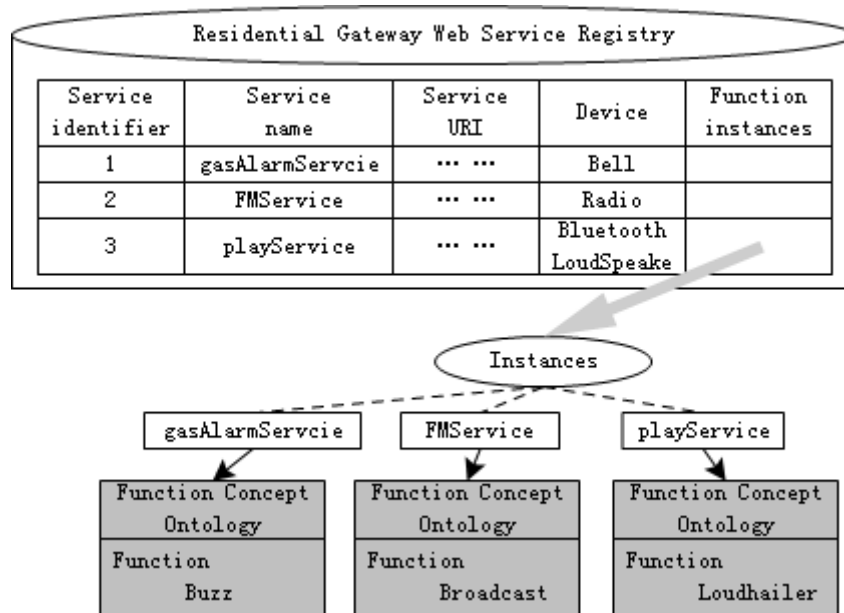 Residential Gateway Web Service Registry
Service identifier Service name Service URI Device Function instances
1 gasAlarmServcie … … Bell
2 FMService … … Radio
3 playService … … Bluetooth LoudSpeake
Instances
gasAlarmServcie FMService playService
Function Concept Ontology Function Concept Ontology Function Concept Ontology
Function Buzz Function Broadcast Function Loudhailer